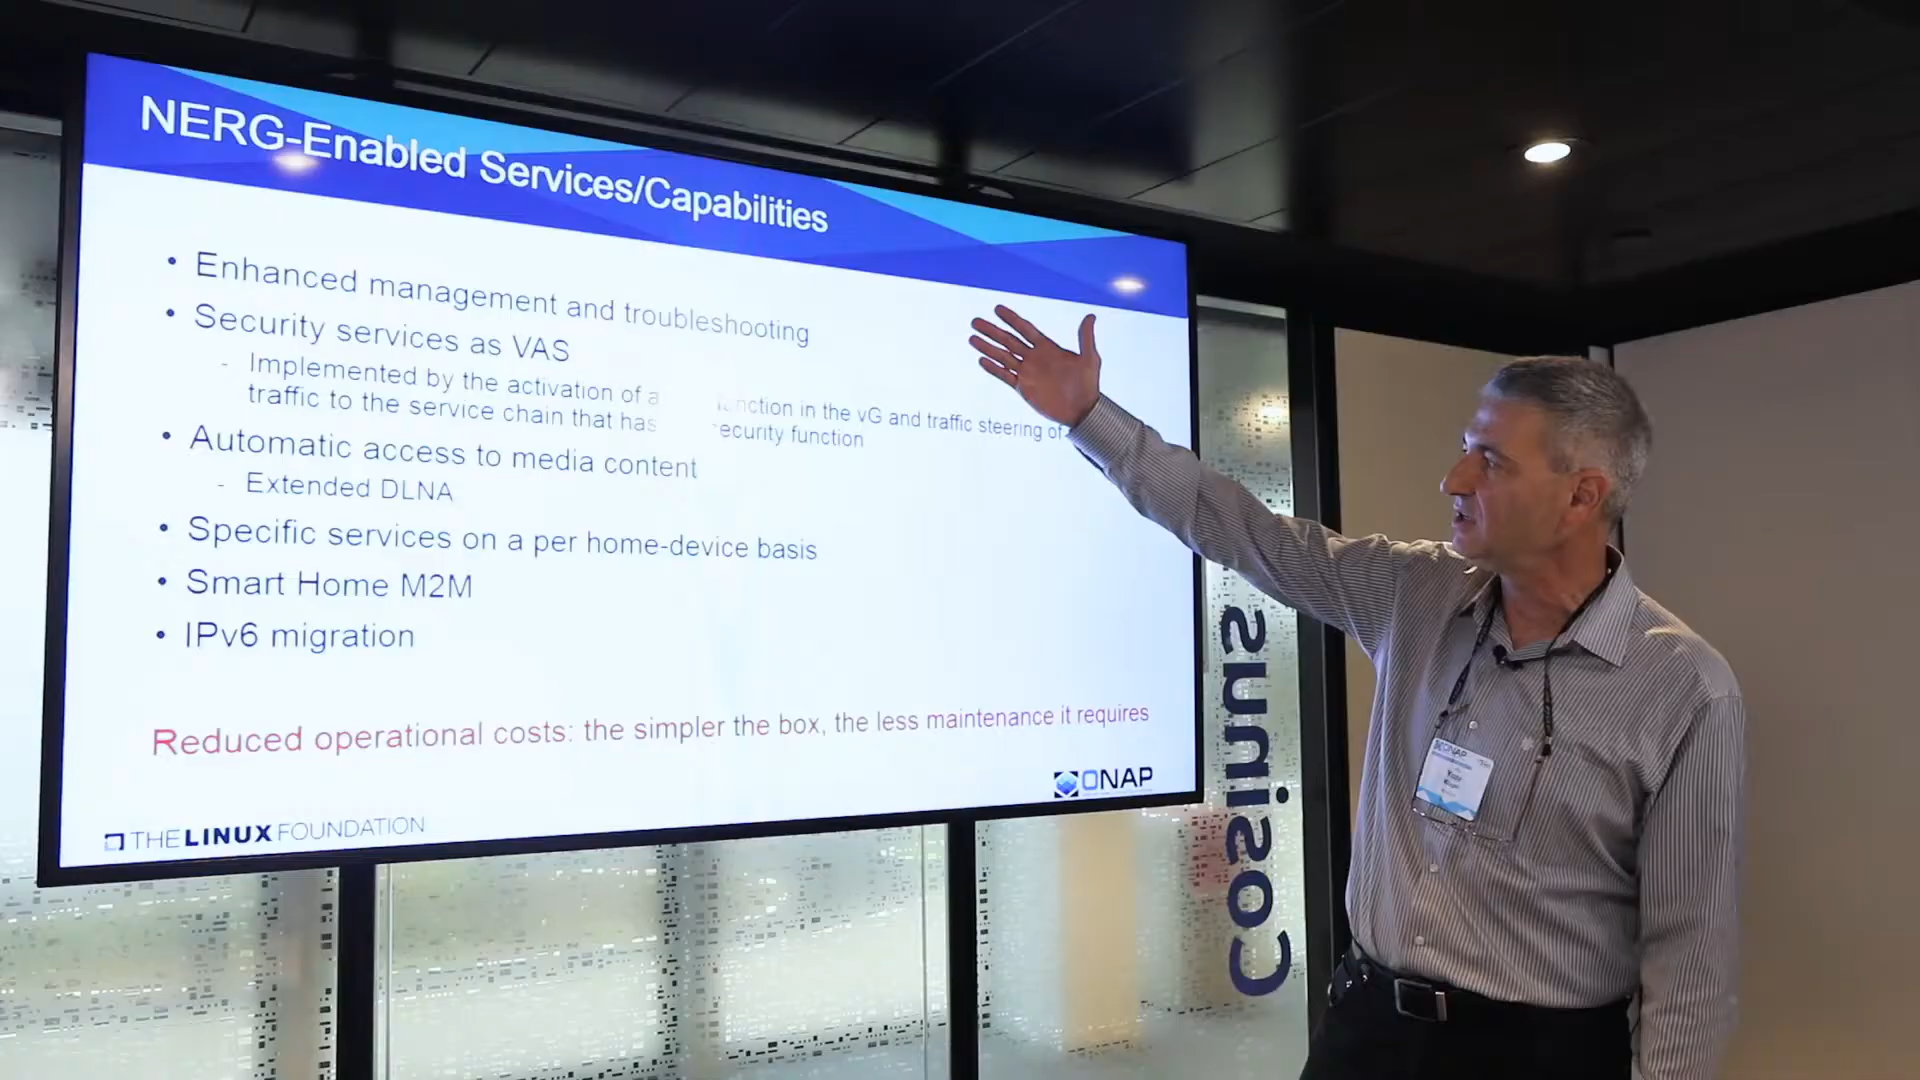 NERG-Enabled Services/Capabilities
• Enhanced management and troubleshooting
• Security services as VAS
- Implemented by the activation of a function in the vG and traffic steering of
traffic to the service chain that has security function
• Automatic access to media content
- Extended DLNA
• Specific services on a per home-device basis
• Smart Home M2M
• IPv6 migration
Reduced operational costs: the simpler the box, the less maintenance it requires
ONAP
THE LINUX FOUNDATION
Cosinus
ONAP